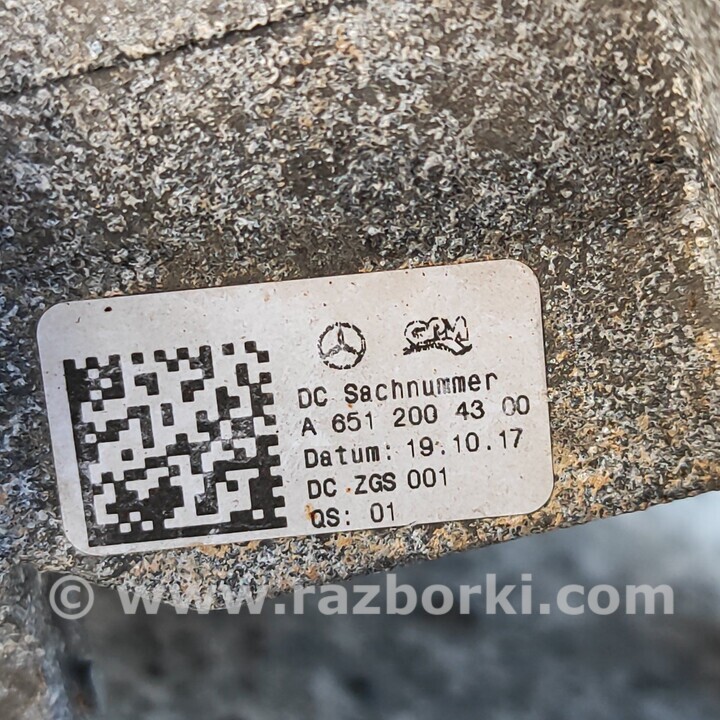 DC Sachnummer
A 651 200 43 00
Datum: 19.10.17
DC ZGS 001
QS: 01
© www.razborki.com